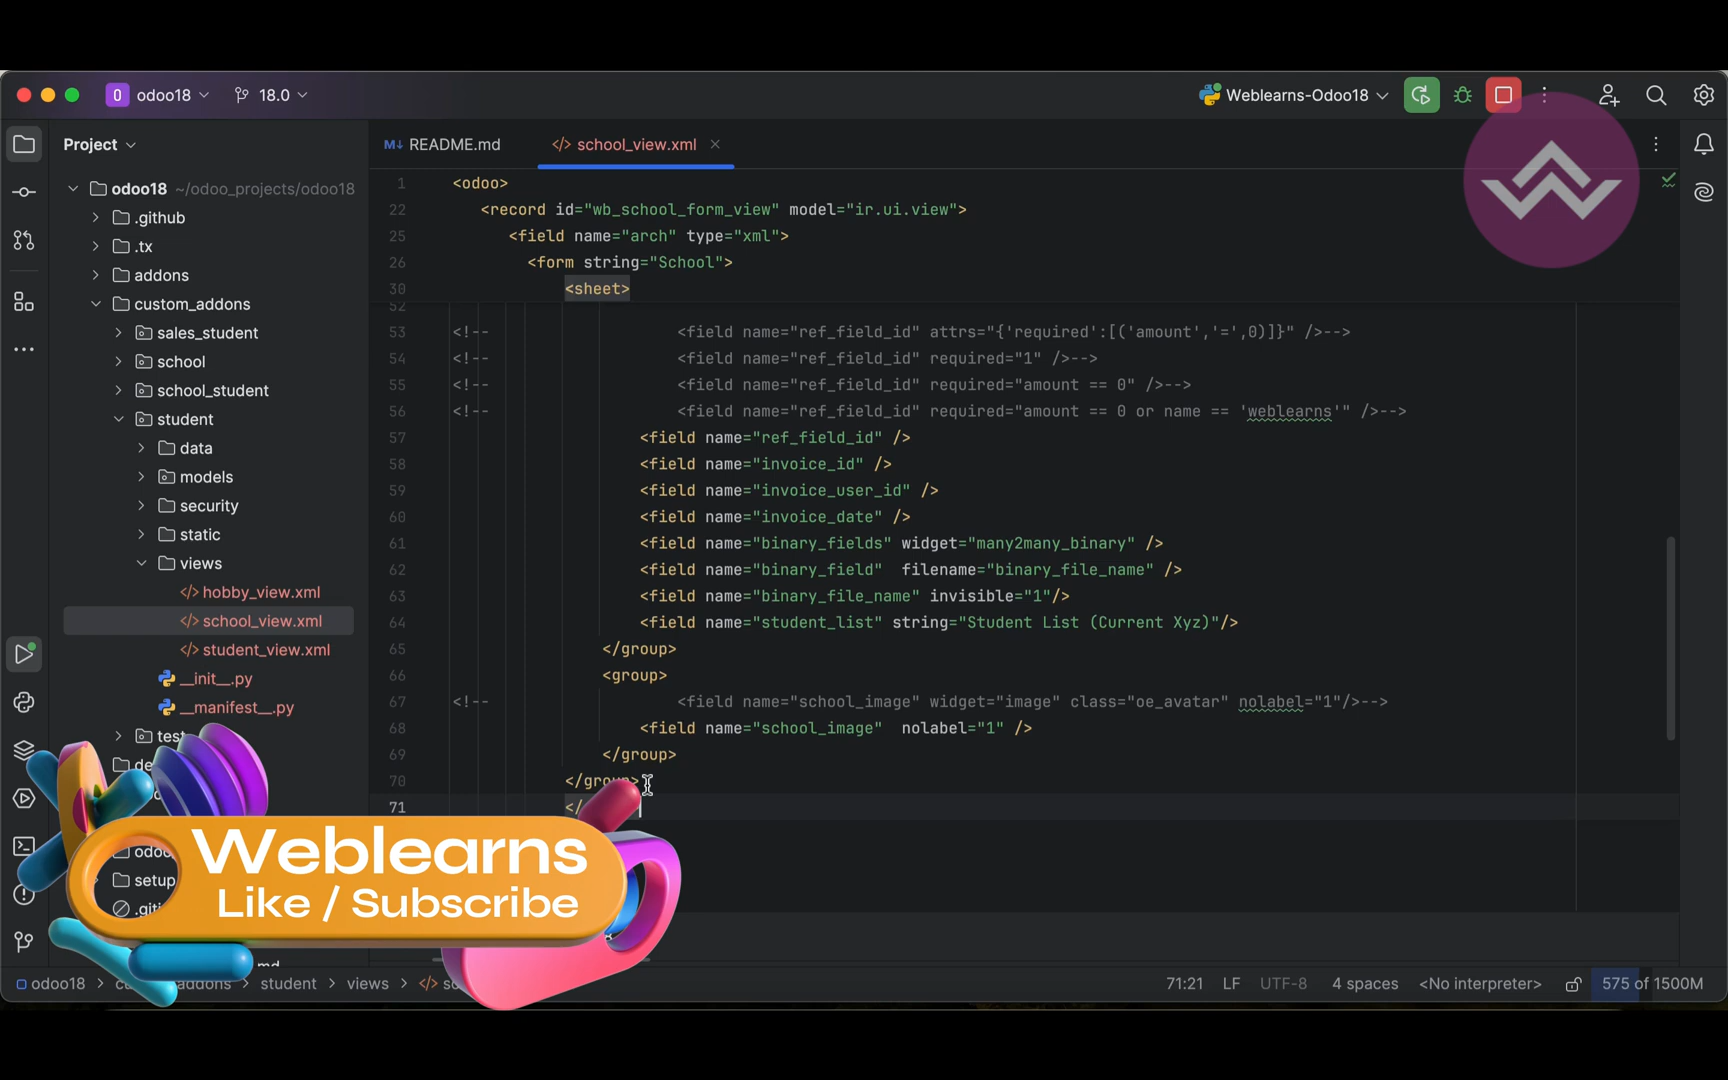 odoo18
18.0
Weblearns-Odoo18
Project
README.md
school_view.xml
odoo18 ~/odoo_projects/odoo18
.github
.tx
addons
custom_addons
sales_student
school
school_student
student
data
models
security
static
views
hobby_view.xml
school_view.xml
student_view.xml
__init__.py
__manifest__.py
setup
1 <odoo>
22 <record id="wb_school_form_view" model="ir.ui.view">
25 <field name="arch" type="xml">
26 <form string="School">
30 <sheet>
52
53 <!-- <field name="ref_field_id" attrs="{'required':[('amount','=',0)]}" />-->
54 <!-- <field name="ref_field_id" required="1" />-->
55 <!-- <field name="ref_field_id" required="amount == 0" />-->
56 <!-- <field name="ref_field_id" required="amount == 0 or name == 'weblearns'" />-->
57 <field name="ref_field_id" />
58 <field name="invoice_id" />
59 <field name="invoice_user_id" />
60 <field name="invoice_date" />
61 <field name="binary_fields" widget="many2many_binary" />
62 <field name="binary_field"  filename="binary_file_name" />
63 <field name="binary_file_name" invisible="1"/>
64 <field name="student_list" string="Student List (Current Xyz)"/>
65 </group>
66 <group>
67 <!-- <field name="school_image" widget="image" class="oe_avatar" nolabel="1"/>-->
68 <field name="school_image"  nolabel="1" />
69 </group>
70 </group>
71 </
Weblearns
Like / Subscribe
odoo18 > > student > views >
71:21 LF UTF-8 4 spaces <No interpreter> 575 of 1500M